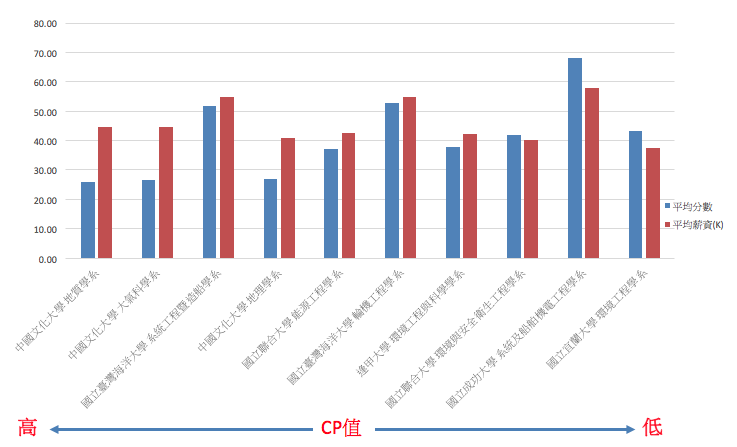 80.00
70.00
60.00
50.00
40.00
30.00
20.00
10.00
0.00
平均分數
平均薪資(K)
中國文化大學 地質學系
中國文化大學 大氣科學系
國立臺灣海洋大學 系統工程暨造船學系
中國文化大學 地理學系
國立聯合大學 能源工程學系
國立臺灣海洋大學 輪機工程學系
逢甲大學 環境工程與科學學系
國立聯合大學 環境與安全衛生工程學系
國立成功大學 系統及船舶機電工程學系
國立宜蘭大學 環境工程學系
高 CP值 低